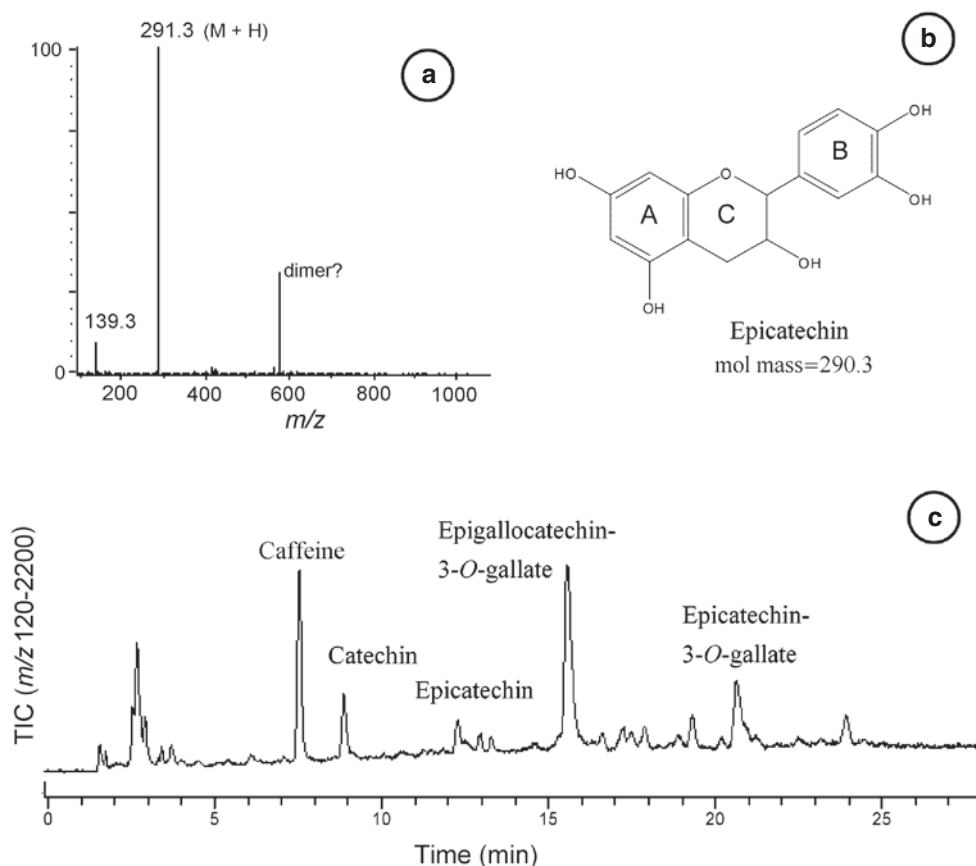 291.3 (M + H)
a
100
139.3
dimer?
0
200 400 600 800 1000
m/z
b
OH
B
HO
O
OH
A
C
OH
OH
Epicatechin
mol mass=290.3
c
TIC (m/z 120-2200)
Caffeine
Catechin
Epicatechin
Epigallocatechin-
3-O-gallate
Epicatechin-
3-O-gallate
0 5 10 15 20 25
Time (min)